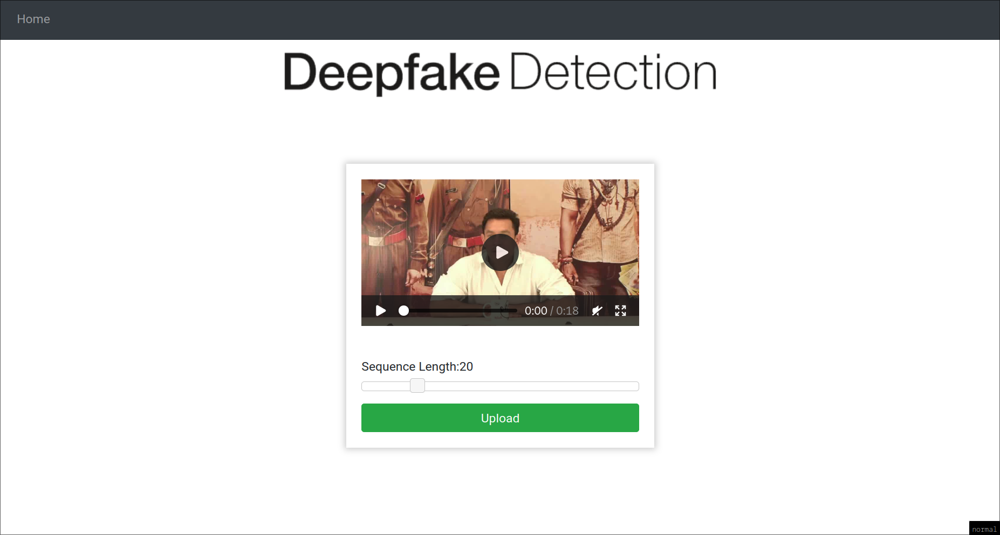 Home
Deepfake Detection
0:00 / 0:18
Sequence Length:20
Upload
normal